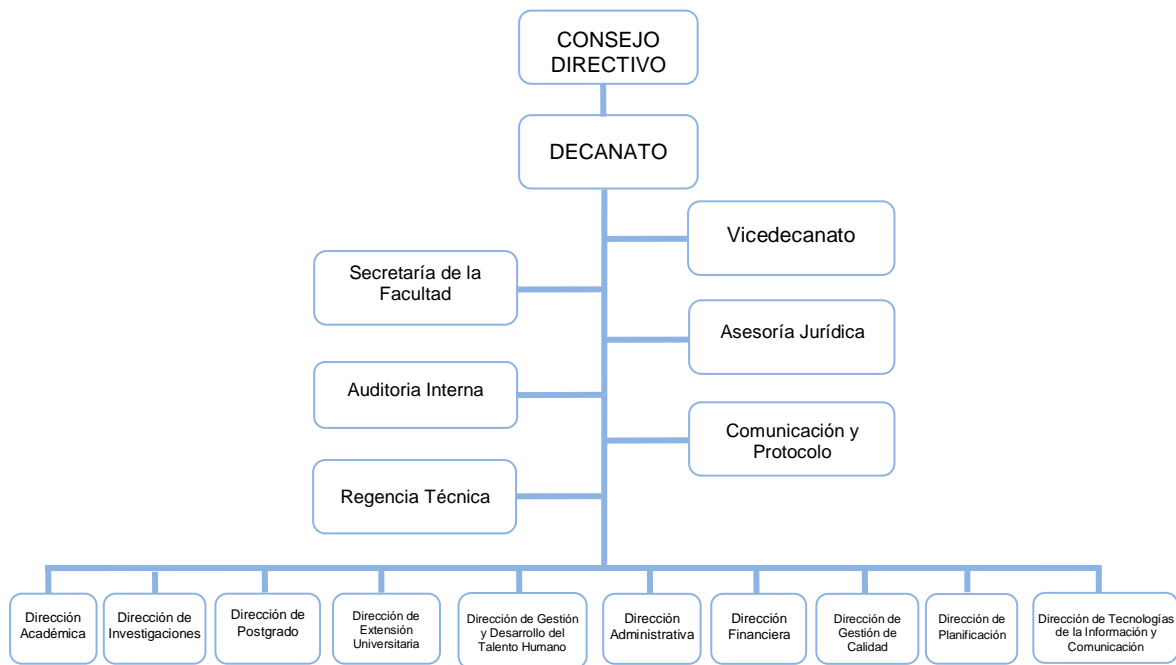 CONSEJO
DIRECTIVO
DECANATO
Vicedecanato
Secretaría de la
Facultad
Asesoría Jurídica
Auditoria Interna
Comunicación y
Protocolo
Regencia Técnica
Dirección
Académica
Dirección de
Investigaciones
Dirección de
Postgrado
Dirección de
Extensión
Universitaria
Dirección de Gestión
y Desarrollo del
Talento Humano
Dirección
Administrativa
Dirección
Financiera
Dirección de
Gestión de
Calidad
Dirección de
Planificación
Dirección de Tecnologías
de la Información y
Comunicación